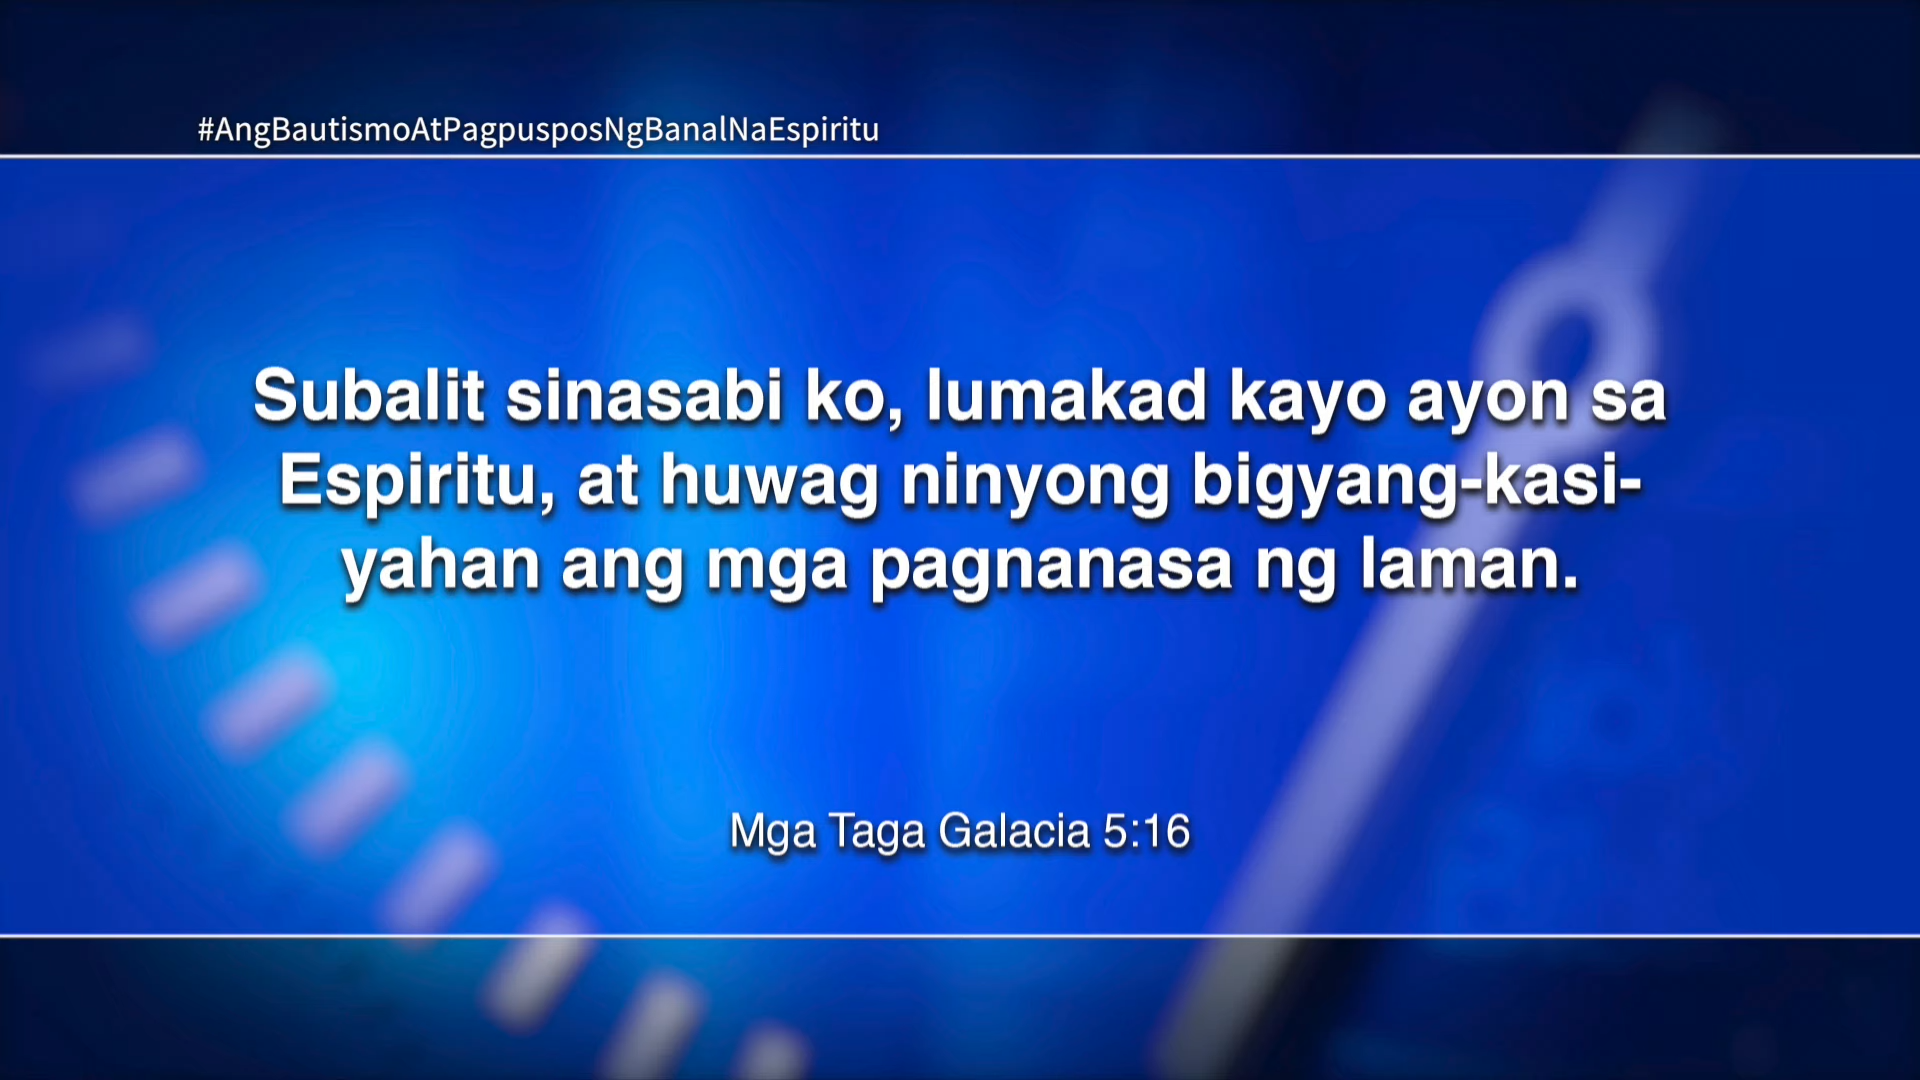 #AngBautismoAtPagpusposNgBanalNaEspiritu
Subalit sinasabi ko, lumakad kayo ayon sa
Espiritu, at huwag ninyong bigyang-kasi-
yahan ang mga pagnanasa ng laman.
Mga Taga Galacia 5:16